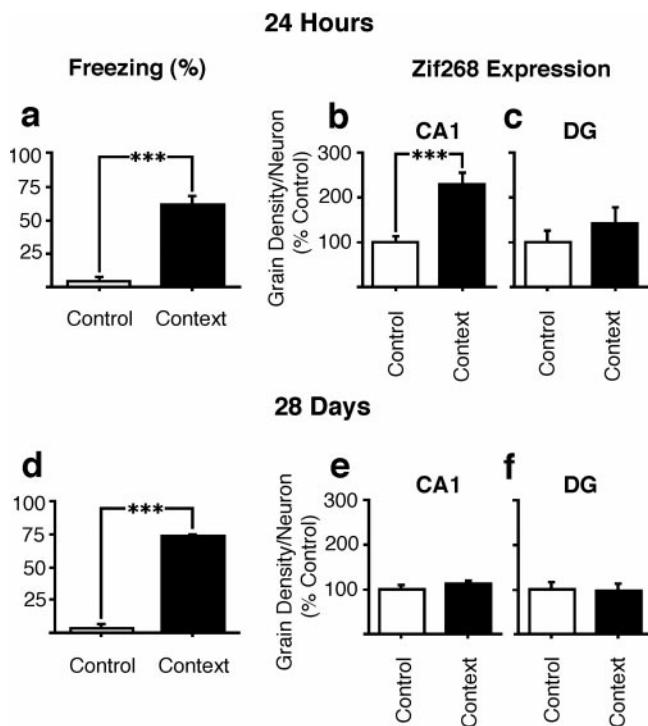 24 Hours
Freezing (%)
Zif268 Expression
a
100
75
50
25
***
Control
Context
b
CA1
Grain Density/Neuron
(% Control)
300
200
100
***
Control
Context
c
DG
Control
Context
28 Days
d
100
75
50
25
***
Control
Context
e
CA1
Grain Density/Neuron
(% Control)
300
100
Control
Context
f
DG
Control
Context